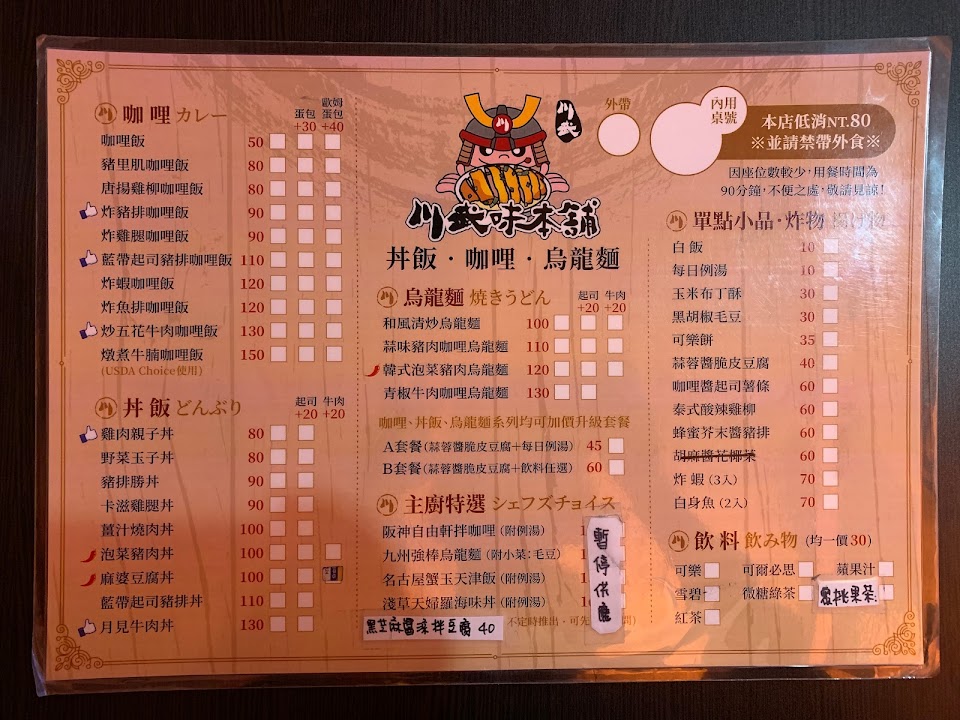 咖哩 カレー
蛋包 +30
歐姆蛋包 +40
咖哩飯 50
豬里肌咖哩飯 80
唐揚雞柳咖哩飯 80
炸豬排咖哩飯 90
炸雞腿咖哩飯 90
藍帶起司豬排咖哩飯 110
炸蝦咖哩飯 120
炸魚排咖哩飯 120
炒五花牛肉咖哩飯 130
燉煮牛腩咖哩飯 150
(USDA Choice使用)
丼飯 どんぶり
起司 +20
牛肉 +20
雞肉親子丼 80
野菜玉子丼 80
豬排勝丼 90
卡滋雞腿丼 90
薑汁燒肉丼 100
泡菜豬肉丼 100
麻婆豆腐丼 100
藍帶起司豬排丼 110
月見牛肉丼 130
川
川武
川武味本舖
丼飯・咖哩・烏龍麵
烏龍麵 焼きうどん
起司 +20
牛肉 +20
和風清炒烏龍麵 100
蒜味豬肉咖哩烏龍麵 110
韓式泡菜豬肉烏龍麵 120
青椒牛肉咖哩烏龍麵 130
咖哩、丼飯、烏龍麵系列均可加價升級套餐
A套餐(蒜蓉醬脆皮豆腐+每日例湯) 45
B套餐(蒜蓉醬脆皮豆腐+飲料任選) 60
主廚特選 シェフズチョイス
阪神自由軒拌咖哩 (附例湯)
九州強棒烏龍麵 (附小菜:毛豆)
名古屋蟹玉天津飯 (附例湯)
淺草天婦羅海味丼 (附例湯)
暫停供應
黑芝麻醬涼拌豆腐 40
不定時推出,可先
外帶
內用桌號
本店低消NT.80
※並請禁帶外食※
因座位數較少,用餐時間為
90分鐘,不便之處,敬請見諒!
單點小品・炸物
白飯 10
每日例湯 10
玉米布丁酥 30
黑胡椒毛豆 30
可樂餅 35
蒜蓉醬脆皮豆腐 40
咖哩醬起司薯條 60
泰式酸辣雞柳 60
蜂蜜芥末醬豬排 60
胡麻醬花椰菜 60
炸蝦 (3入) 70
白身魚 (2入) 70
飲料 飲み物 (均一價30)
可樂
可爾必思
蘋果汁
雪碧
微糖綠茶
蜜桃果茶
紅茶